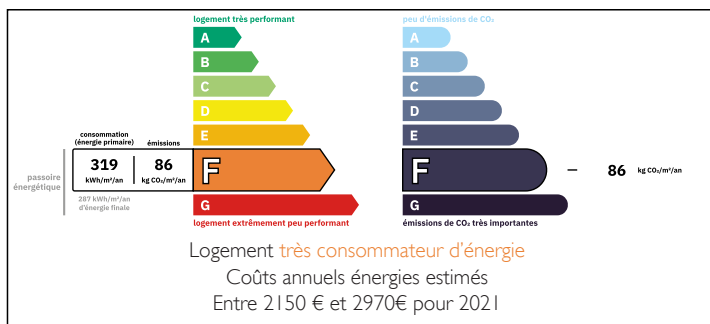 logement très performant
A
B
C
D
E
consommation
(énergie primaire)
émissions
319
kWh/m²/an
86
kg CO₂/m²/an
F
passoire
énergétique
287 kWh/m²/an
d'énergie finale
G
logement extrêmement peu performant
peu d'émissions de CO₂
A
B
C
D
E
F
86 kg CO₂/m²/an
G
émissions de CO₂ très importantes
Logement très consommateur d'énergie
Coûts annuels énergies estimés
Entre 2150 € et 2970€ pour 2021